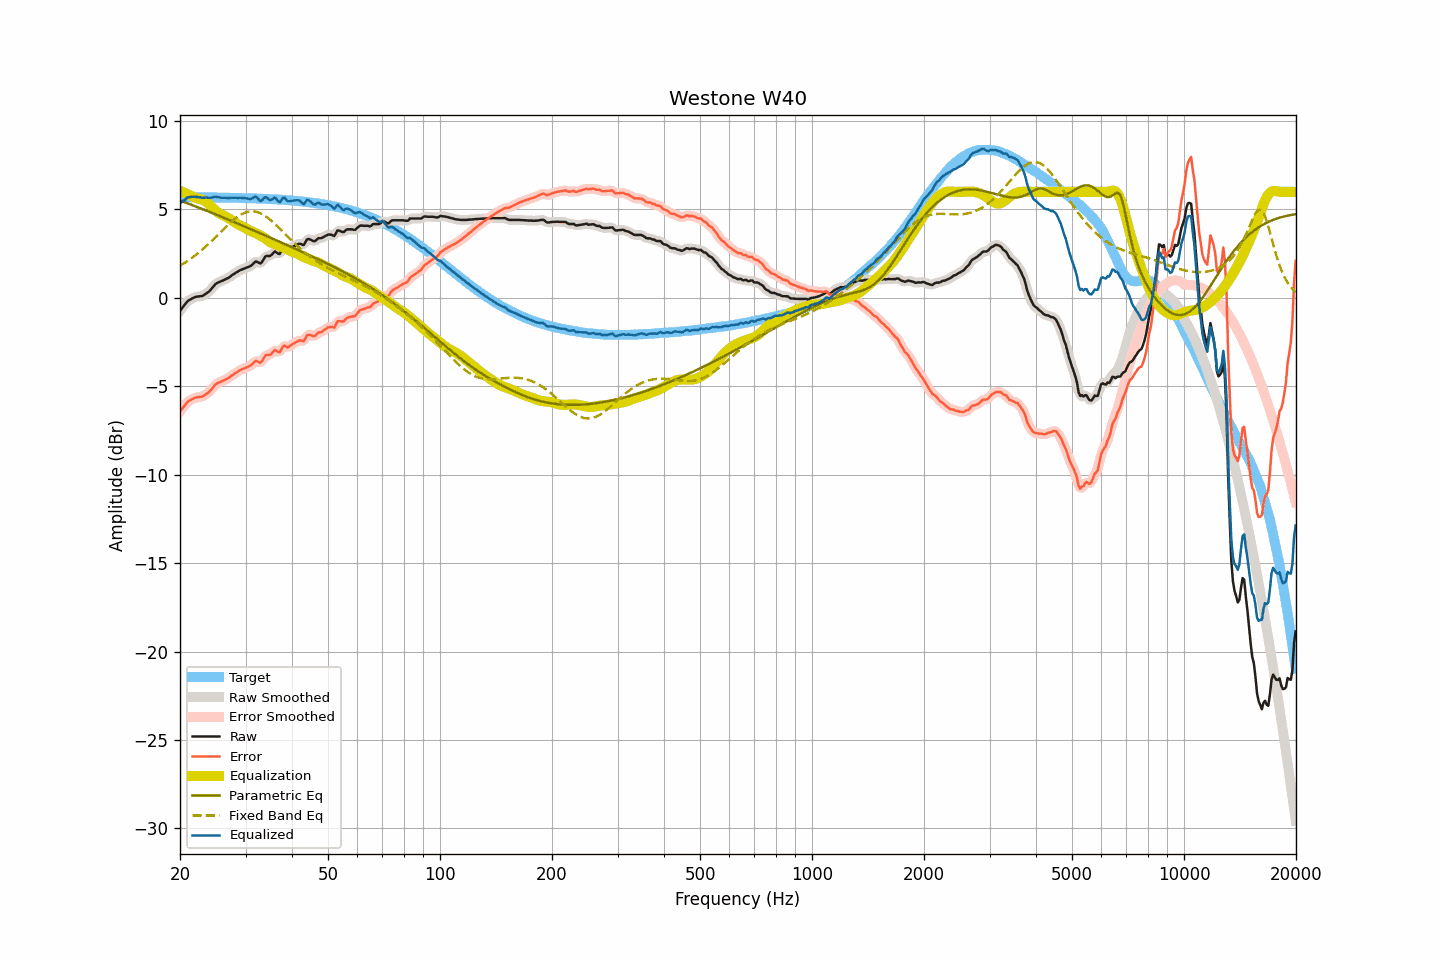 Westone W40
10
5
0
−5
−10
−15
−20
−25
−30
Amplitude (dBr)
Target
Raw Smoothed
Error Smoothed
Raw
Error
Equalization
Parametric Eq
Fixed Band Eq
Equalized
20 50 100 200 500 1000 2000 5000 10000 20000
Frequency (Hz)